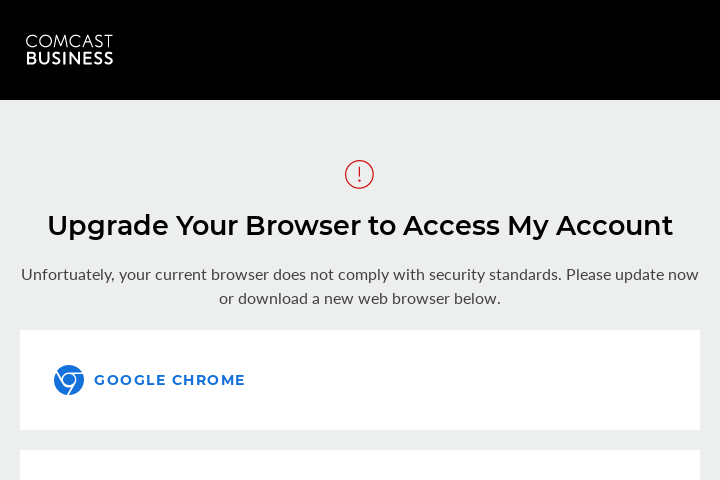 COMCAST
BUSINESS
Upgrade Your Browser to Access My Account
Unfortuately, your current browser does not comply with security standards. Please update now
or download a new web browser below.
GOOGLE CHROME